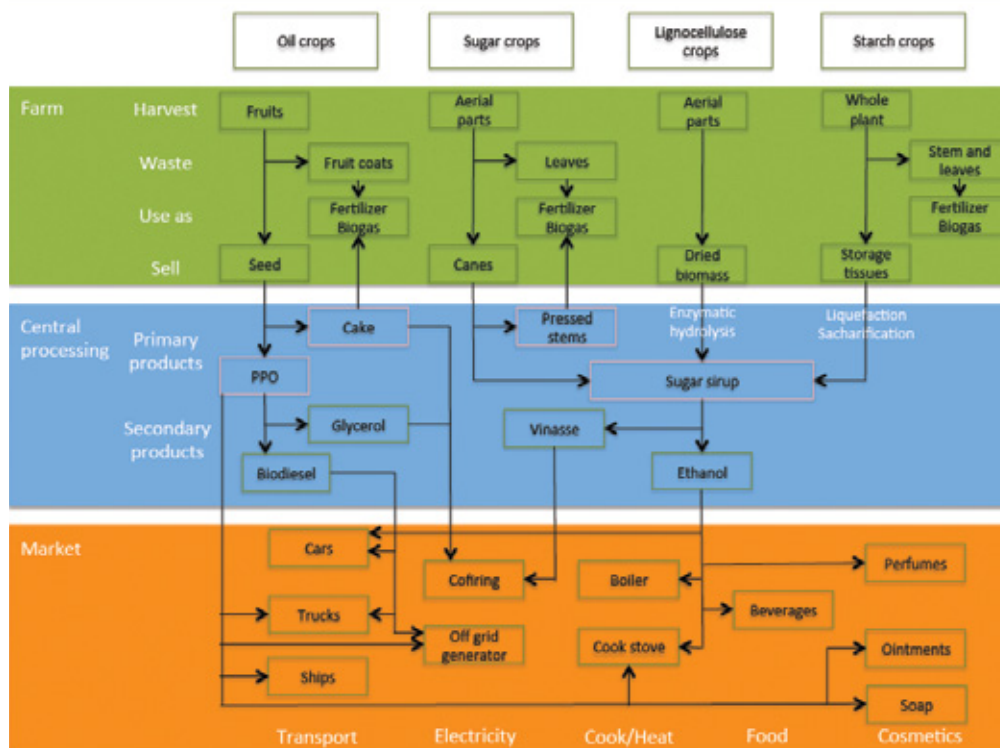 Oil crops
Sugar crops
Lignocellulose
crops
Starch crops
Farm
Harvest
Fruits
Aerial
parts
Aerial
parts
Whole
plant
Waste
Fruit coats
Leaves
Stem and
leaves
Use as
Fertilizer
Biogas
Fertilizer
Biogas
Fertilizer
Biogas
Sell
Seed
Canes
Dried
biomass
Storage
tissues
Central
processing
Primary
products
Cake
Pressed
stems
Enzymatic
hydrolysis
Liquefaction
Sacharification
PPO
Sugar sirup
Secondary
products
Glycerol
Vinasse
Biodiesel
Ethanol
Market
Cars
Cofiring
Boiler
Perfumes
Trucks
Beverages
Off grid
generator
Cook stove
Ointments
Ships
Soap
Transport
Electricity
Cook/Heat
Food
Cosmetics